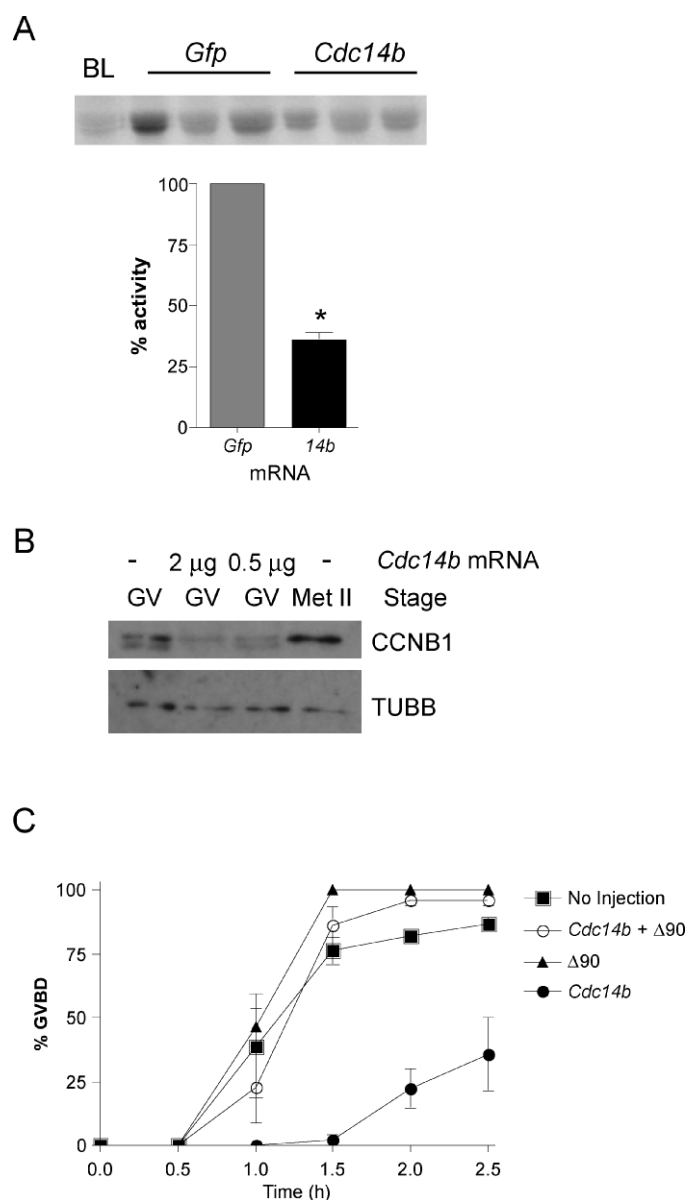 A
Gfp Cdc14b
BL
100
75
50
25
0
% activity
*
Gfp 14b
mRNA
B
- 2 μg 0.5 μg - Cdc14b mRNA
GV GV GV Met II Stage
CCNB1
TUBB
C
100
75
50
25
0
% GVBD
0.0 0.5 1.0 1.5 2.0 2.5
Time (h)
No Injection
Cdc14b + Δ90
Δ90
Cdc14b